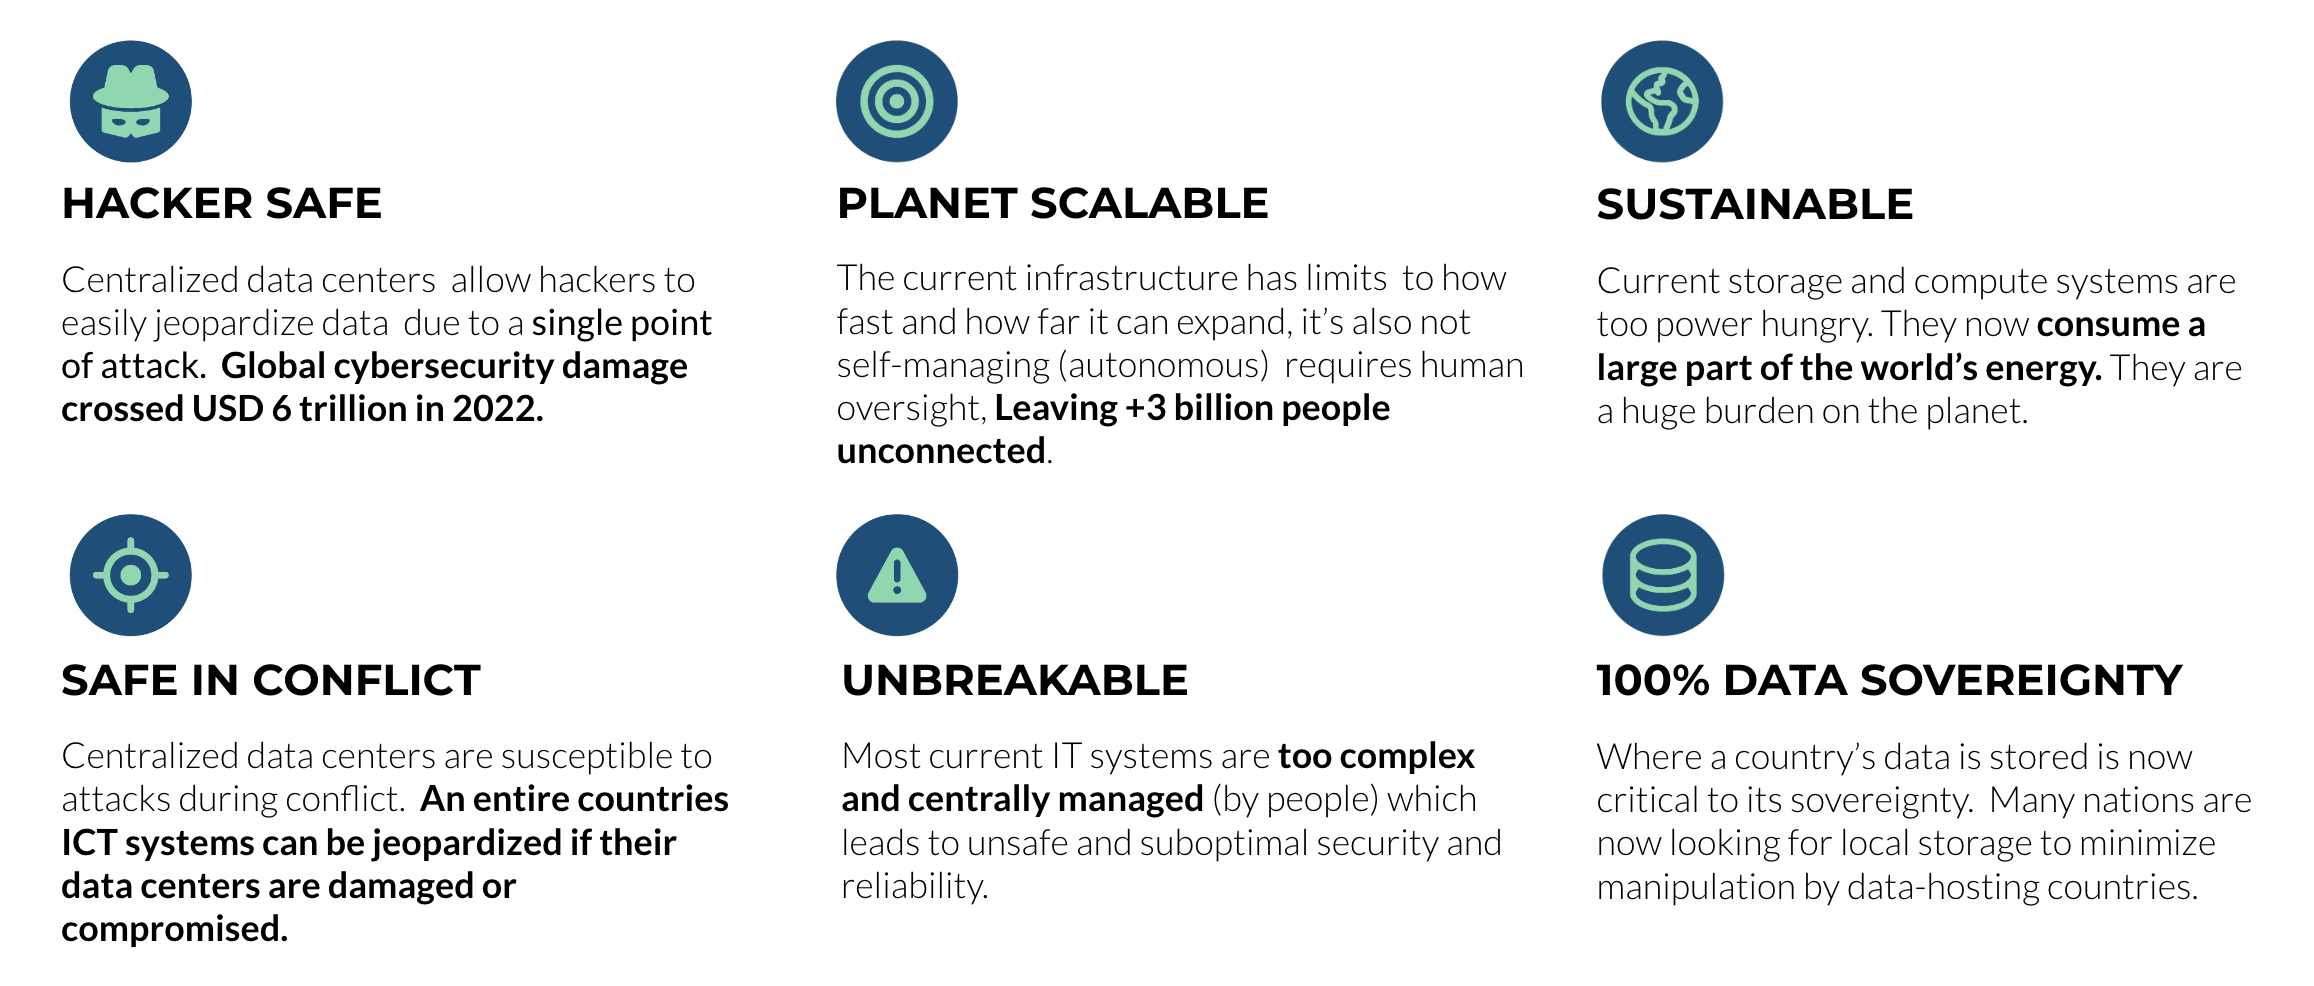 HACKER SAFE
Centralized data centers  allow hackers to
easily jeopardize data  due to a single point
of attack.  Global cybersecurity damage
crossed USD 6 trillion in 2022.
PLANET SCALABLE
The current infrastructure has limits  to how
fast and how far it can expand, it’s also not
self-managing (autonomous)  requires human
oversight, Leaving +3 billion people
unconnected.
SUSTAINABLE
Current storage and compute systems are
too power hungry. They now consume a
large part of the world’s energy. They are
a huge burden on the planet.
SAFE IN CONFLICT
Centralized data centers are susceptible to
attacks during conflict.  An entire countries
ICT systems can be jeopardized if their
data centers are damaged or
compromised.
UNBREAKABLE
Most current IT systems are too complex
and centrally managed (by people) which
leads to unsafe and suboptimal security and
reliability.
100% DATA SOVEREIGNTY
Where a country’s data is stored is now
critical to its sovereignty.  Many nations are
now looking for local storage to minimize
manipulation by data-hosting countries.